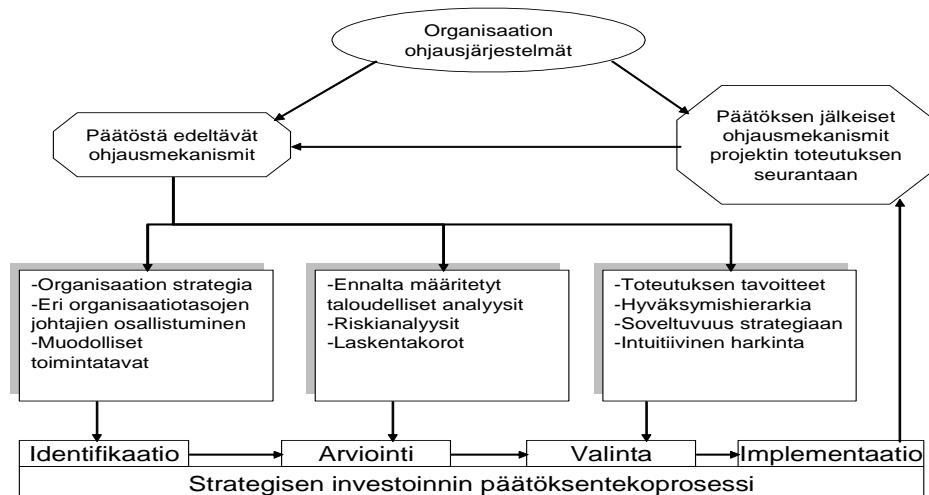 Organisaation
ohjausjärjestelmät
Päätöstä edeltävät
ohjausmekanismit
Päätöksen jälkeiset
ohjausmekanismit
projektin toteutuksen
seurantaan
-Organisaation strategia
-Eri organisaatiotasojen
johtajien osallistuminen
-Muodolliset
toimintatavat
-Ennalta määritetyt
taloudelliset analyysit
-Riskianalyysit
-Laskentakorot
-Toteutuksen tavoitteet
-Hyväksymishierarkia
-Soveltuvuus strategiaan
-Intuitiivinen harkinta
Identifikaatio
Arviointi
Valinta
Implementaatio
Strategisen investoinnin päätöksentekoprosessi